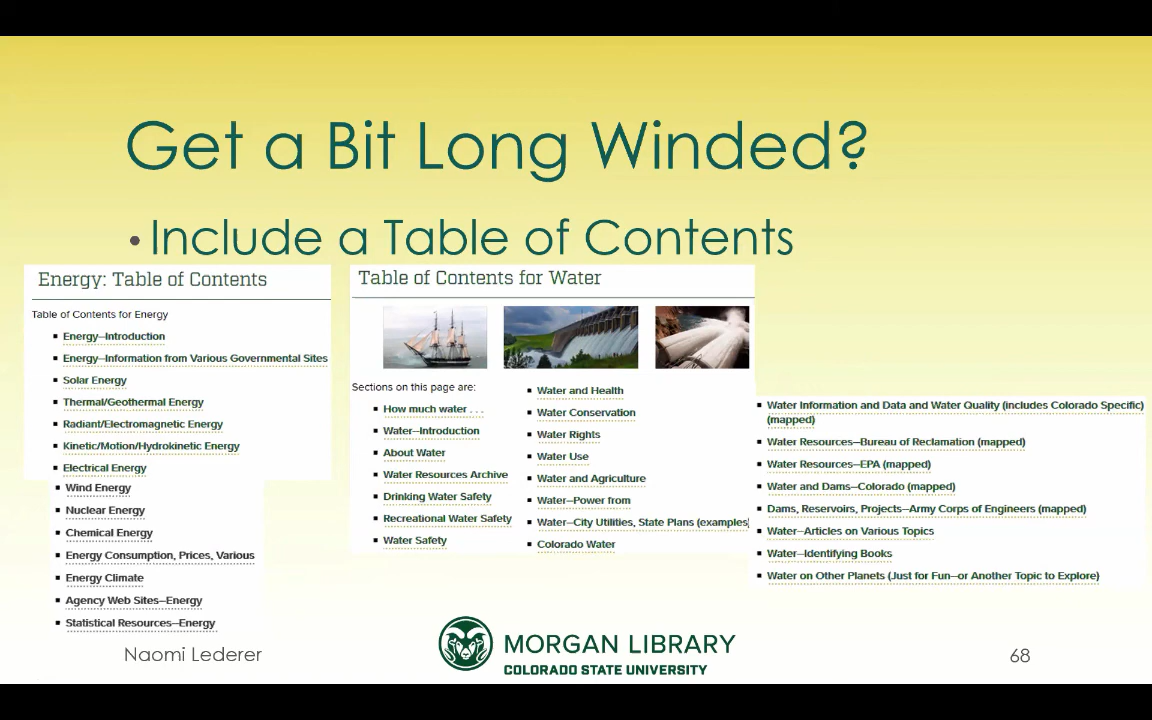 Get a Bit Long Winded?
• Include a Table of Contents
Energy: Table of Contents
Table of Contents for Energy
▪ Energy—Introduction
▪ Energy—Information from Various Governmental Sites
▪ Solar Energy
▪ Thermal/Geothermal Energy
▪ Radiant/Electromagnetic Energy
▪ Kinetic/Motion/Hydrokinetic Energy
▪ Electrical Energy
▪ Wind Energy
▪ Nuclear Energy
▪ Chemical Energy
▪ Energy Consumption, Prices, Various
▪ Energy Climate
▪ Agency Web Sites—Energy
▪ Statistical Resources—Energy
Table of Contents for Water
Sections on this page are:
▪ How much water . . .
▪ Water—Introduction
▪ About Water
▪ Water Resources Archive
▪ Drinking Water Safety
▪ Recreational Water Safety
▪ Water Safety
▪ Water and Health
▪ Water Conservation
▪ Water Rights
▪ Water Use
▪ Water and Agriculture
▪ Water—Power from
▪ Water—City Utilities, State Plans (examples)
▪ Colorado Water
▪ Water Information and Data and Water Quality (includes Colorado Specific)
(mapped)
▪ Water Resources—Bureau of Reclamation (mapped)
▪ Water Resources—EPA (mapped)
▪ Water and Dams—Colorado (mapped)
▪ Dams, Reservoirs, Projects—Army Corps of Engineers (mapped)
▪ Water—Articles on Various Topics
▪ Water—Identifying Books
▪ Water on Other Planets (Just for Fun—or Another Topic to Explore)
Naomi Lederer
MORGAN LIBRARY
COLORADO STATE UNIVERSITY
68